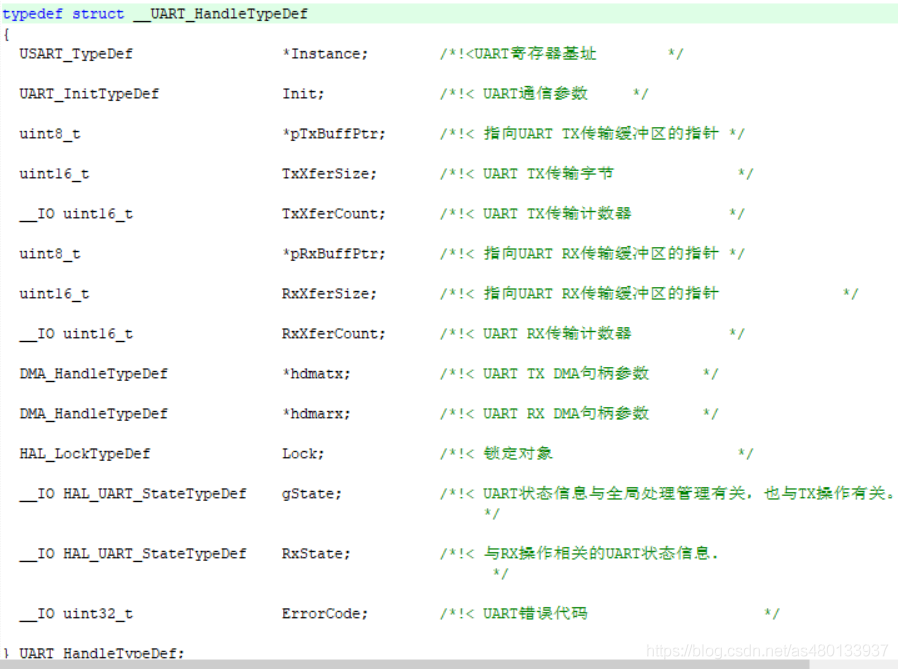 typedef struct __UART_HandleTypeDef
{
USART_TypeDef *Instance; /*!<UART寄存器基址 */
UART_InitTypeDef Init; /*!< UART通信参数 */
uint8_t *pTxBuffPtr; /*!< 指向UART TX传输缓冲区的指针 */
uint16_t TxXferSize; /*!< UART TX传输字节 */
__IO uint16_t TxXferCount; /*!< UART TX传输计数器 */
uint8_t *pRxBuffPtr; /*!< 指向UART RX传输缓冲区的指针 */
uint16_t RxXferSize; /*!< 指向UART RX传输缓冲区的指针 */
__IO uint16_t RxXferCount; /*!< UART RX传输计数器 */
DMA_HandleTypeDef *hdmatx; /*!< UART TX DMA句柄参数 */
DMA_HandleTypeDef *hdmarx; /*!< UART RX DMA句柄参数 */
HAL_LockTypeDef Lock; /*!< 锁定对象 */
__IO HAL_UART_StateTypeDef gState; /*!< UART状态信息与全局处理管理有关，也与TX操作有关。
*/
__IO HAL_UART_StateTypeDef RxState; /*!< 与RX操作相关的UART状态信息.
*/
__IO uint32_t ErrorCode; /*!< UART错误代码 */
} UART_HandleTypeDef;
https://blog.csdn.net/as480133937